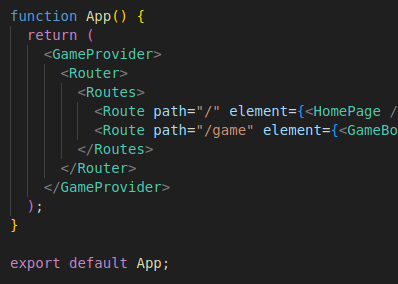 function App() {
  return (
    <GameProvider>
      <Router>
        <Routes>
          <Route path="/" element={<HomePage /
          <Route path="/game" element={<GameBo
        </Routes>
      </Router>
    </GameProvider>
  );
}

export default App;